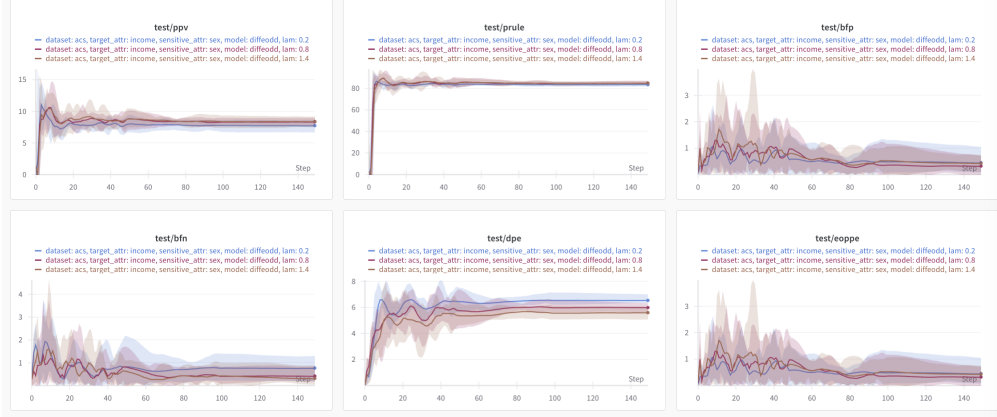 test/ppv
dataset: acs, target_attr: income, sensitive_attr: sex, model: diffeodd, lam: 0.2
dataset: acs, target_attr: income, sensitive_attr: sex, model: diffeodd, lam: 0.8
dataset: acs, target_attr: income, sensitive_attr: sex, model: diffeodd, lam: 1.4
15
10
5
0
Step
0 20 40 60 80 100 120 140
test/prule
dataset: acs, target_attr: income, sensitive_attr: sex, model: diffeodd, lam: 0.2
dataset: acs, target_attr: income, sensitive_attr: sex, model: diffeodd, lam: 0.8
dataset: acs, target_attr: income, sensitive_attr: sex, model: diffeodd, lam: 1.4
80
60
40
20
0
Step
0 20 40 60 80 100 120 140
test/bfp
dataset: acs, target_attr: income, sensitive_attr: sex, model: diffeodd, lam: 0.2
dataset: acs, target_attr: income, sensitive_attr: sex, model: diffeodd, lam: 0.8
dataset: acs, target_attr: income, sensitive_attr: sex, model: diffeodd, lam: 1.4
3
2
1
Step
0 20 40 60 80 100 120 140
test/bfn
dataset: acs, target_attr: income, sensitive_attr: sex, model: diffeodd, lam: 0.2
dataset: acs, target_attr: income, sensitive_attr: sex, model: diffeodd, lam: 0.8
dataset: acs, target_attr: income, sensitive_attr: sex, model: diffeodd, lam: 1.4
4
3
2
1
Step
0 20 40 60 80 100 120 140
test/dpe
dataset: acs, target_attr: income, sensitive_attr: sex, model: diffeodd, lam: 0.2
dataset: acs, target_attr: income, sensitive_attr: sex, model: diffeodd, lam: 0.8
dataset: acs, target_attr: income, sensitive_attr: sex, model: diffeodd, lam: 1.4
8
6
4
2
Step
0 20 40 60 80 100 120 140
test/eoppe
dataset: acs, target_attr: income, sensitive_attr: sex, model: diffeodd, lam: 0.2
dataset: acs, target_attr: income, sensitive_attr: sex, model: diffeodd, lam: 0.8
dataset: acs, target_attr: income, sensitive_attr: sex, model: diffeodd, lam: 1.4
3
2
1
Step
0 20 40 60 80 100 120 140